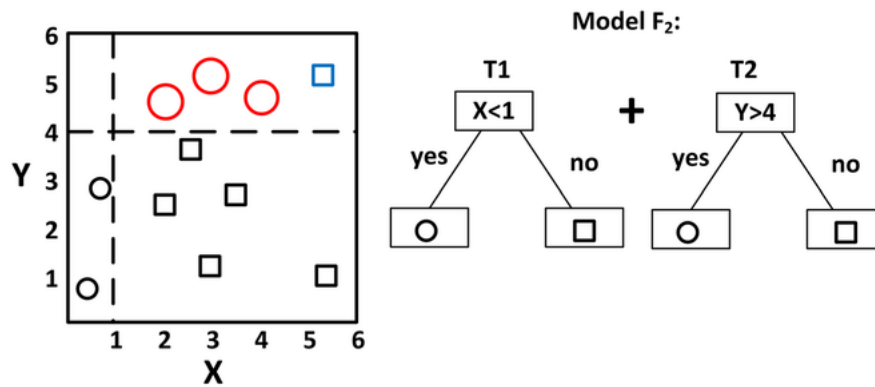 Model F₂:
T1
T2
X<1
+
Y>4
yes
no
yes
no
6
5
4
3
2
1
Y
1 2 3 4 5 6
X